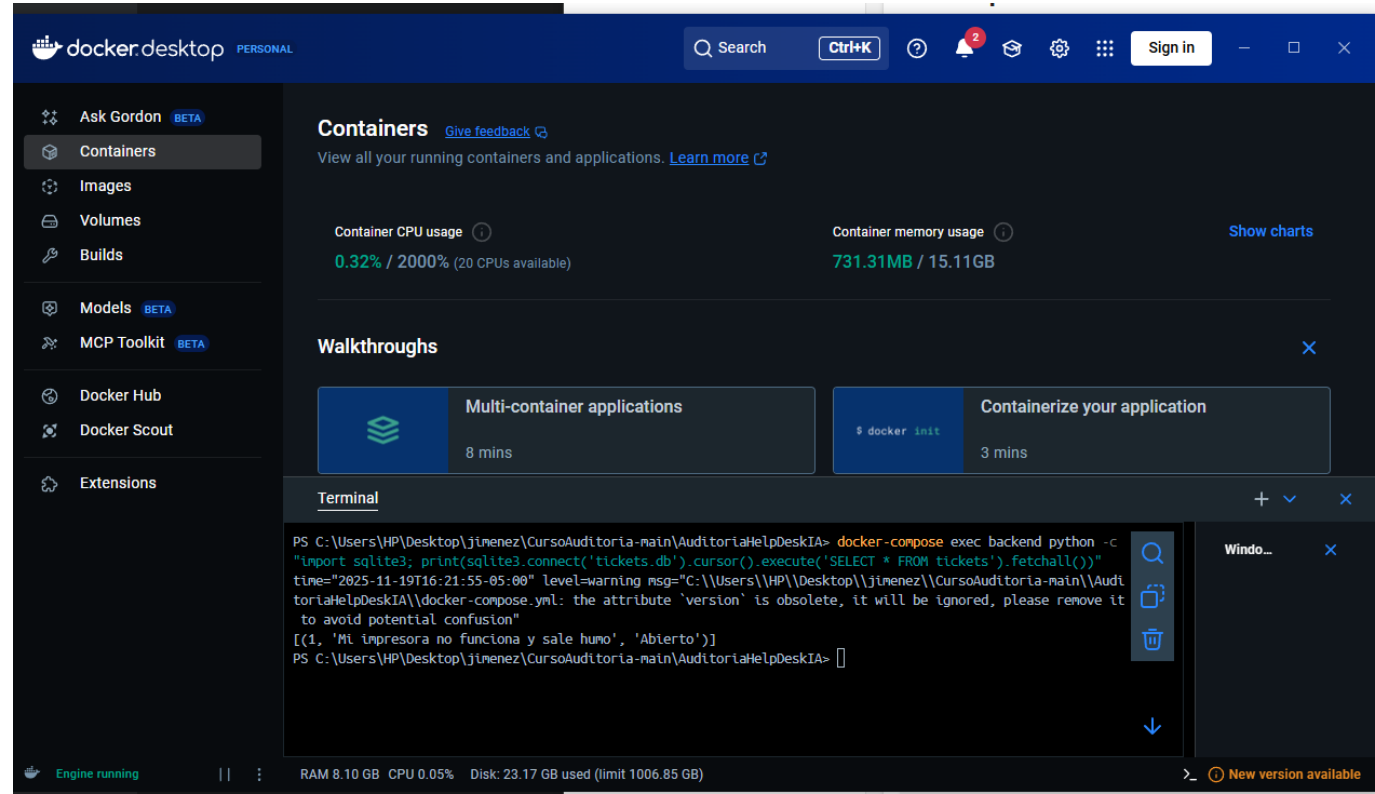 docker.desktop PERSONAL
Search Ctrl+K
2
Sign in
Ask Gordon BETA
Containers
Images
Volumes
Builds
Models BETA
MCP Toolkit BETA
Docker Hub
Docker Scout
Extensions
Containers Give feedback
View all your running containers and applications. Learn more
Container CPU usage
0.32% / 2000% (20 CPUs available)
Container memory usage
731.31MB / 15.11GB
Show charts
Walkthroughs
Multi-container applications
8 mins
$ docker init
Containerize your application
3 mins
Terminal
PS C:\Users\HP\Desktop\jimenez\CursoAuditoria-main\AuditoriaHelpDeskIA> docker-compose exec backend python -c
"import sqlite3; print(sqlite3.connect('tickets.db').cursor().execute('SELECT * FROM tickets').fetchall())"
time="2025-11-19T16:21:55-05:00" level=warning msg="C:\\Users\\HP\\Desktop\\jimenez\\CursoAuditoria-main\\Audi
toriaHelpDeskIA\\docker-compose.yml: the attribute `version` is obsolete, it will be ignored, please remove it
to avoid potential confusion"
[(1, 'Mi impresora no funciona y sale humo', 'Abierto')]
PS C:\Users\HP\Desktop\jimenez\CursoAuditoria-main\AuditoriaHelpDeskIA>
Windo...
Engine running
RAM 8.10 GB CPU 0.05% Disk: 23.17 GB used (limit 1006.85 GB)
New version available